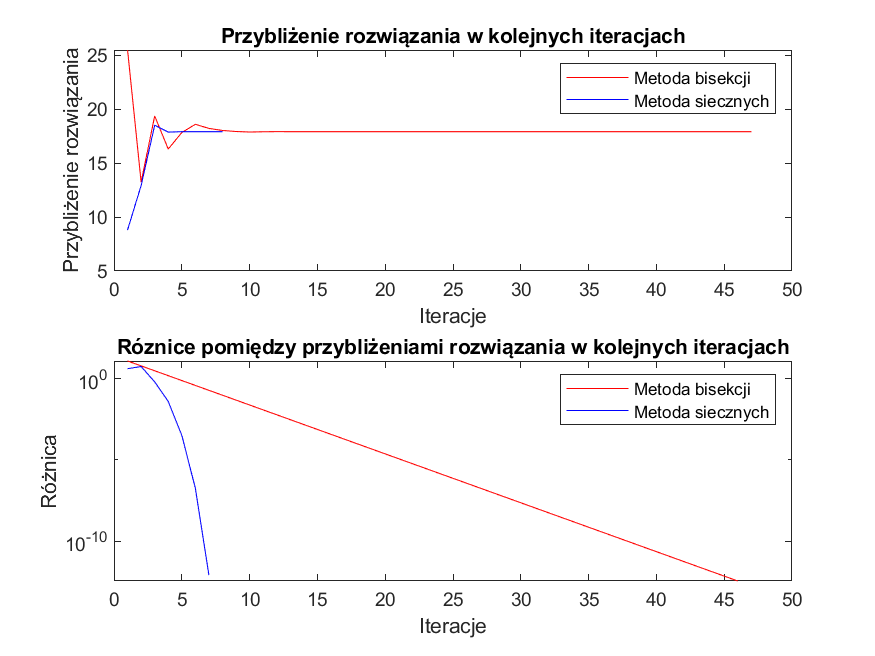 Przybliżenie rozwiązania w kolejnych iteracjach
Przybliżenie rozwiązania
25
20
15
10
5
0 5 10 15 20 25 30 35 40 45 50
Iteracje
Metoda bisekcji
Metoda siecznych
Róznice pomiędzy przybliżeniami rozwiązania w kolejnych iteracjach
Różnica
10^0
10^-10
0 5 10 15 20 25 30 35 40 45 50
Iteracje
Metoda bisekcji
Metoda siecznych